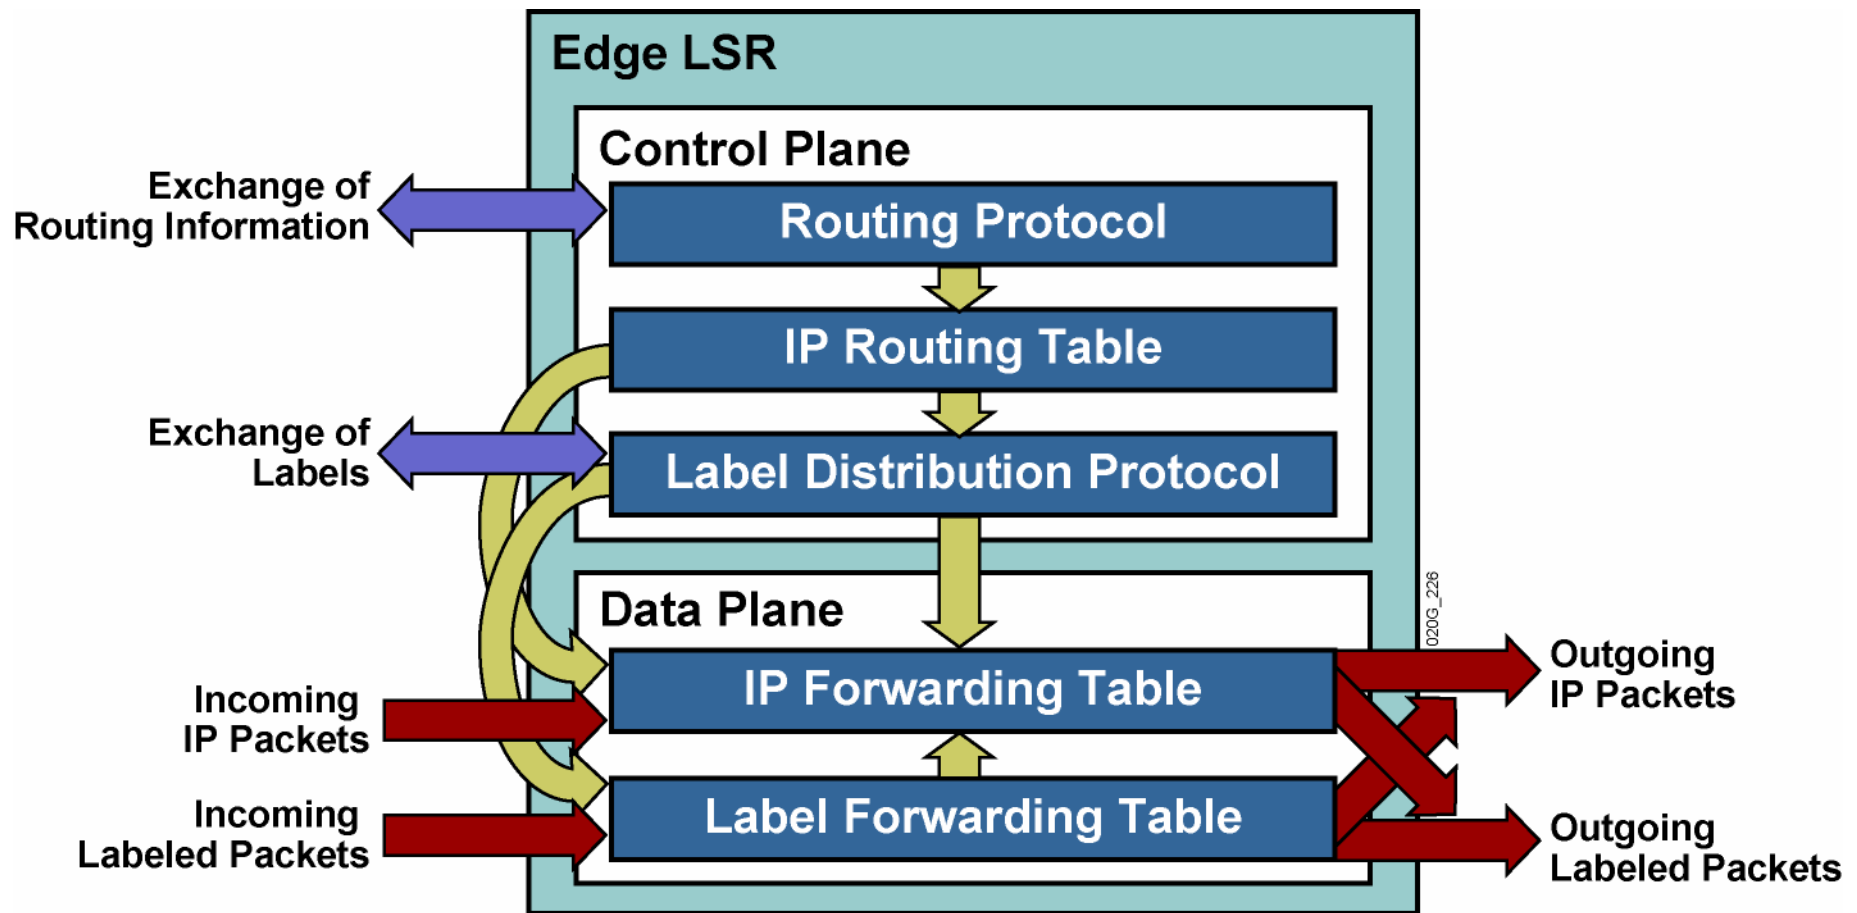 Edge LSR
Control Plane
Exchange of
Routing Information
Routing Protocol
IP Routing Table
Exchange of
Labels
Label Distribution Protocol
Data Plane
020G_226
IP Forwarding Table
Incoming
IP Packets
Outgoing
IP Packets
Label Forwarding Table
Incoming
Labeled Packets
Outgoing
Labeled Packets